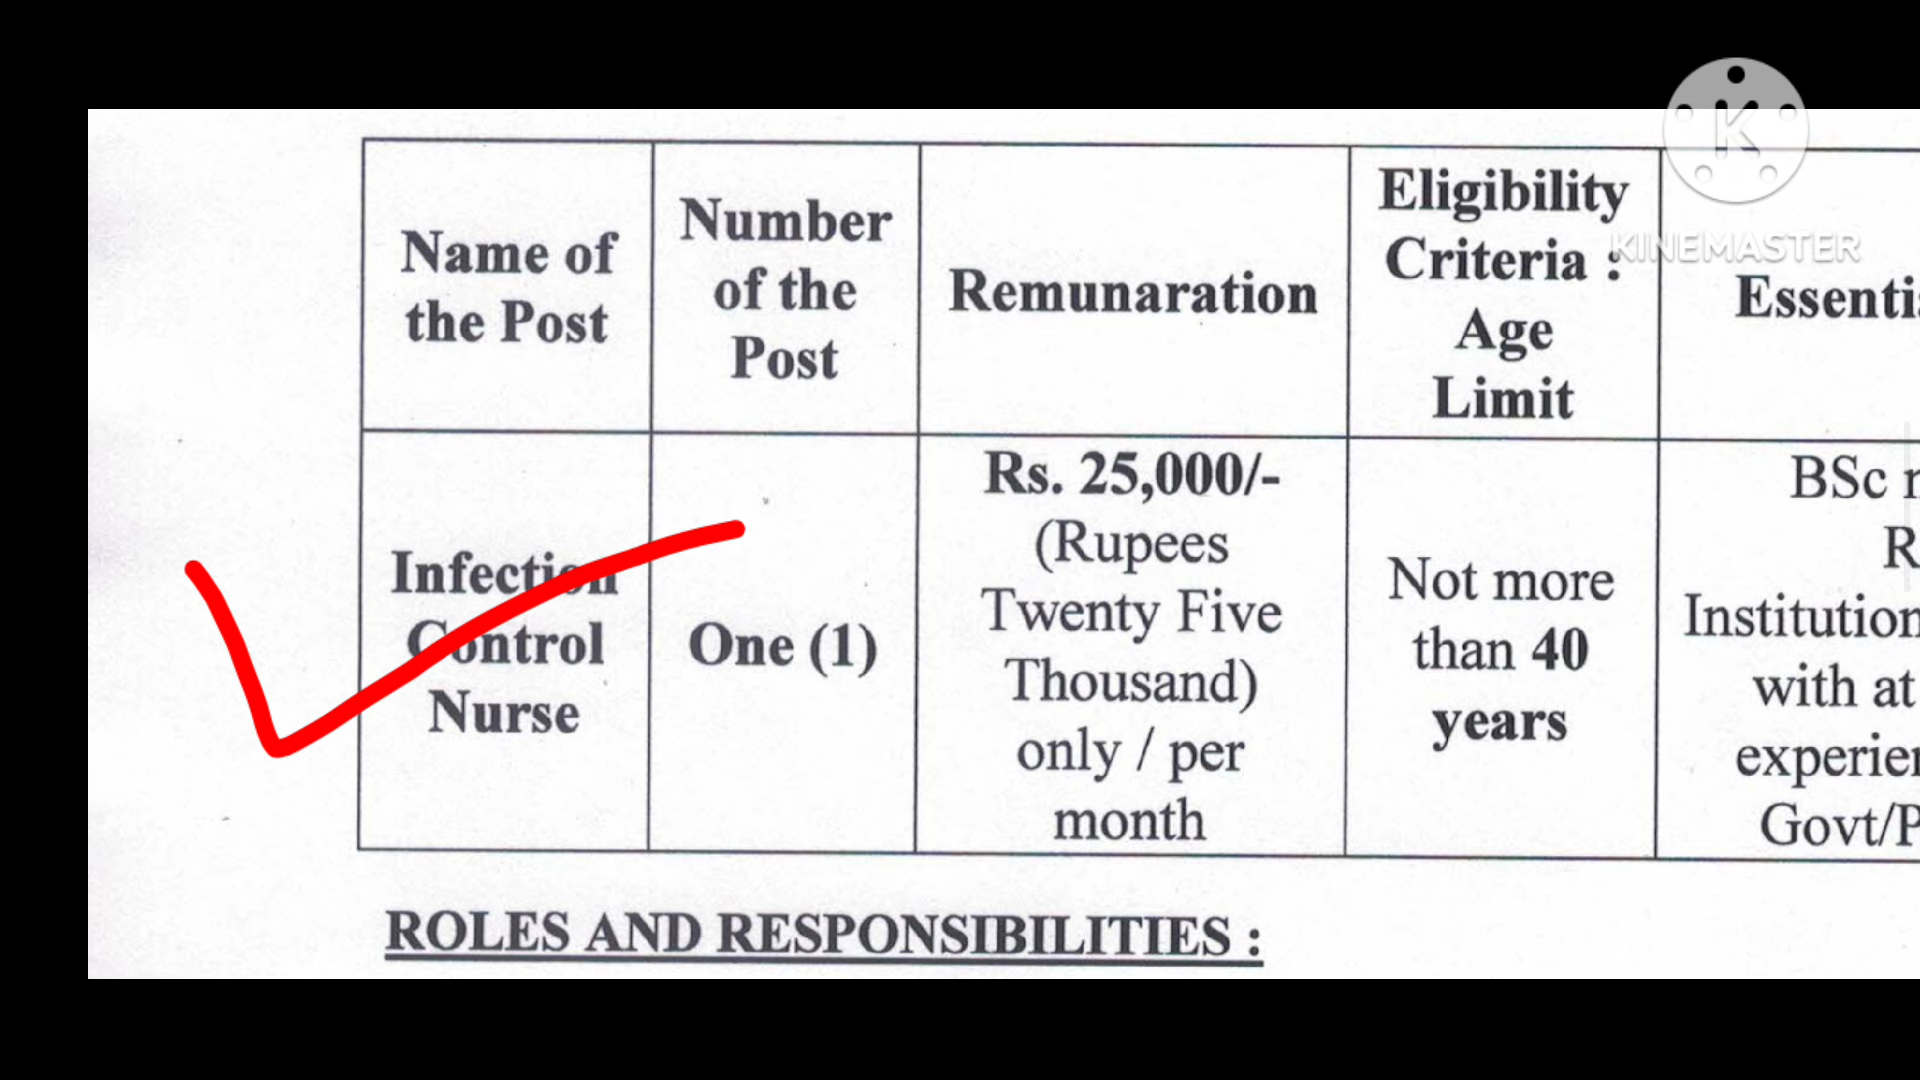 Name of
the Post
Number
of the
Post
Remunaration
Eligibility
Criteria :
Age
Limit
Infection
Control
Nurse
One (1)
Rs. 25,000/-
(Rupees
Twenty Five
Thousand)
only / per
month
Not more
than 40
years
BSc
Institution
with at
Govt/P
ROLES AND RESPONSIBILITIES :
K
KINEMASTER